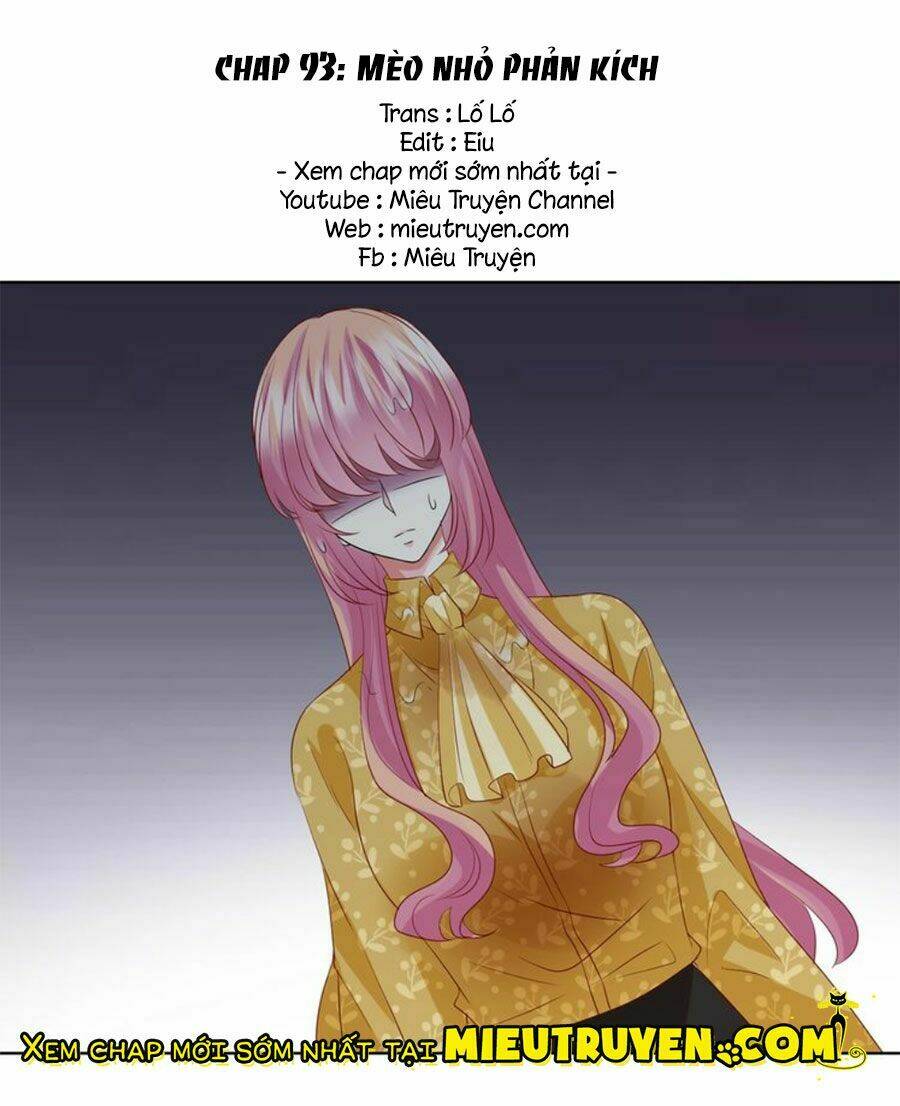 CHAP 93: MÈO NHỎ PHẢN KÍCH
Trans : Lố Lố
Edit : Eiu
- Xem chap mới sớm nhất tại -
Youtube : Miêu Truyện Channel
Web : mieutruyen.com
Fb : Miêu Truyện
XEM CHAP MỚI SỚM NHẤT TẠI MIEUTRUYEN.COM